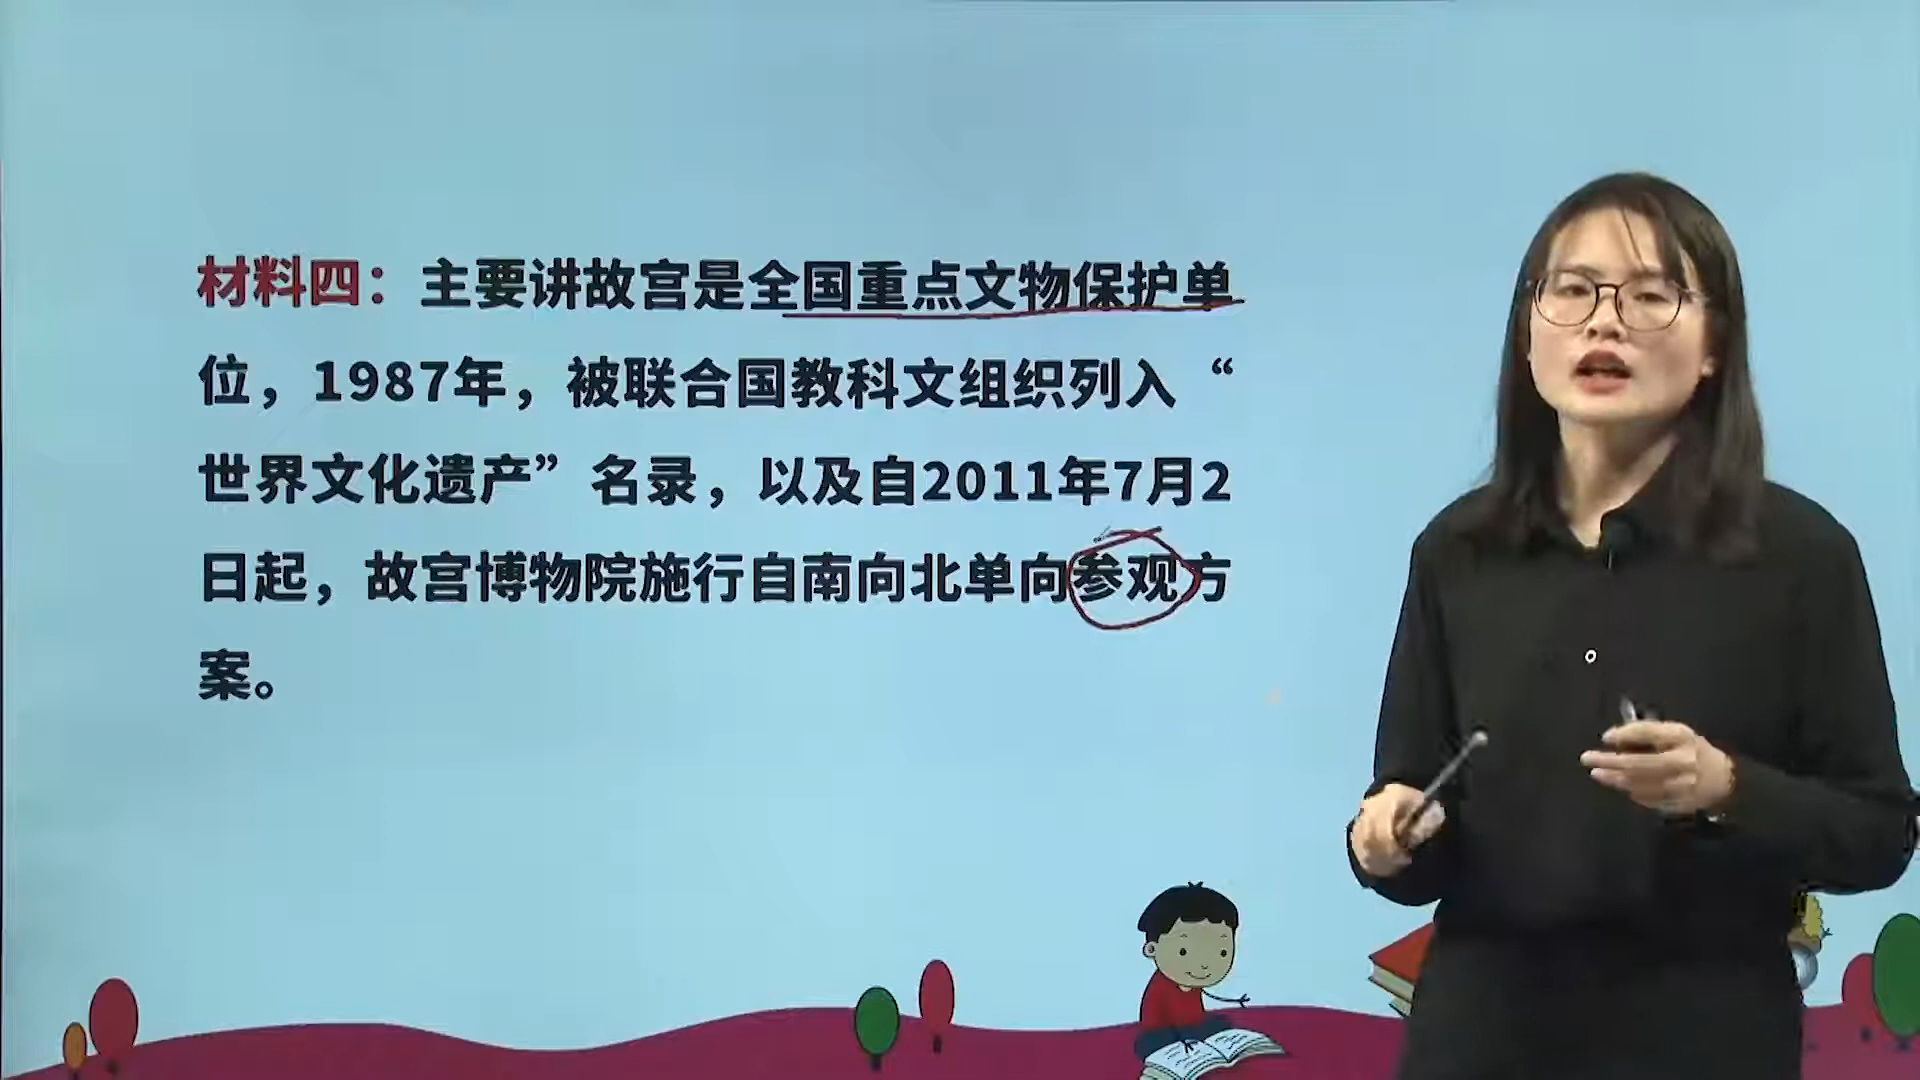 材料四：主要讲故宫是全国重点文物保护单
位，1987年，被联合国教科文组织列入“
世界文化遗产”名录，以及自2011年7月2
日起，故宫博物院施行自南向北单向参观方
案。